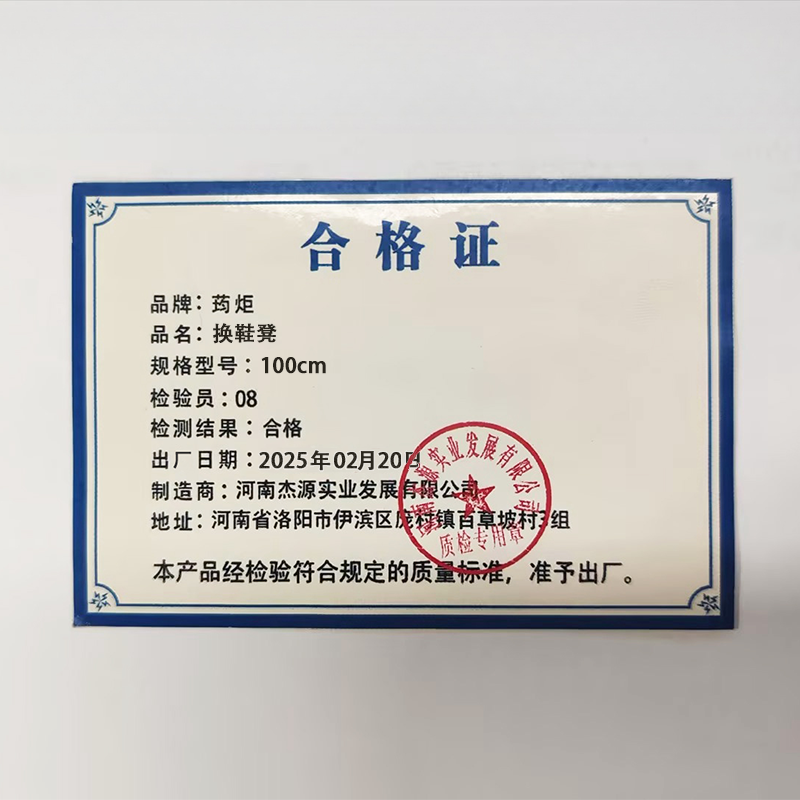 合格证
品牌：药炬
品名：换鞋凳
规格型号：100cm
检验员：08
检测结果：合格
出厂日期：2025年02月20日
制造商：河南杰源实业发展有限公司
地址：河南省洛阳市伊滨区庞村镇百草坡村3组
河南杰源实业发展有限公司
质检专用章
本产品经检验符合规定的质量标准，准予出厂。